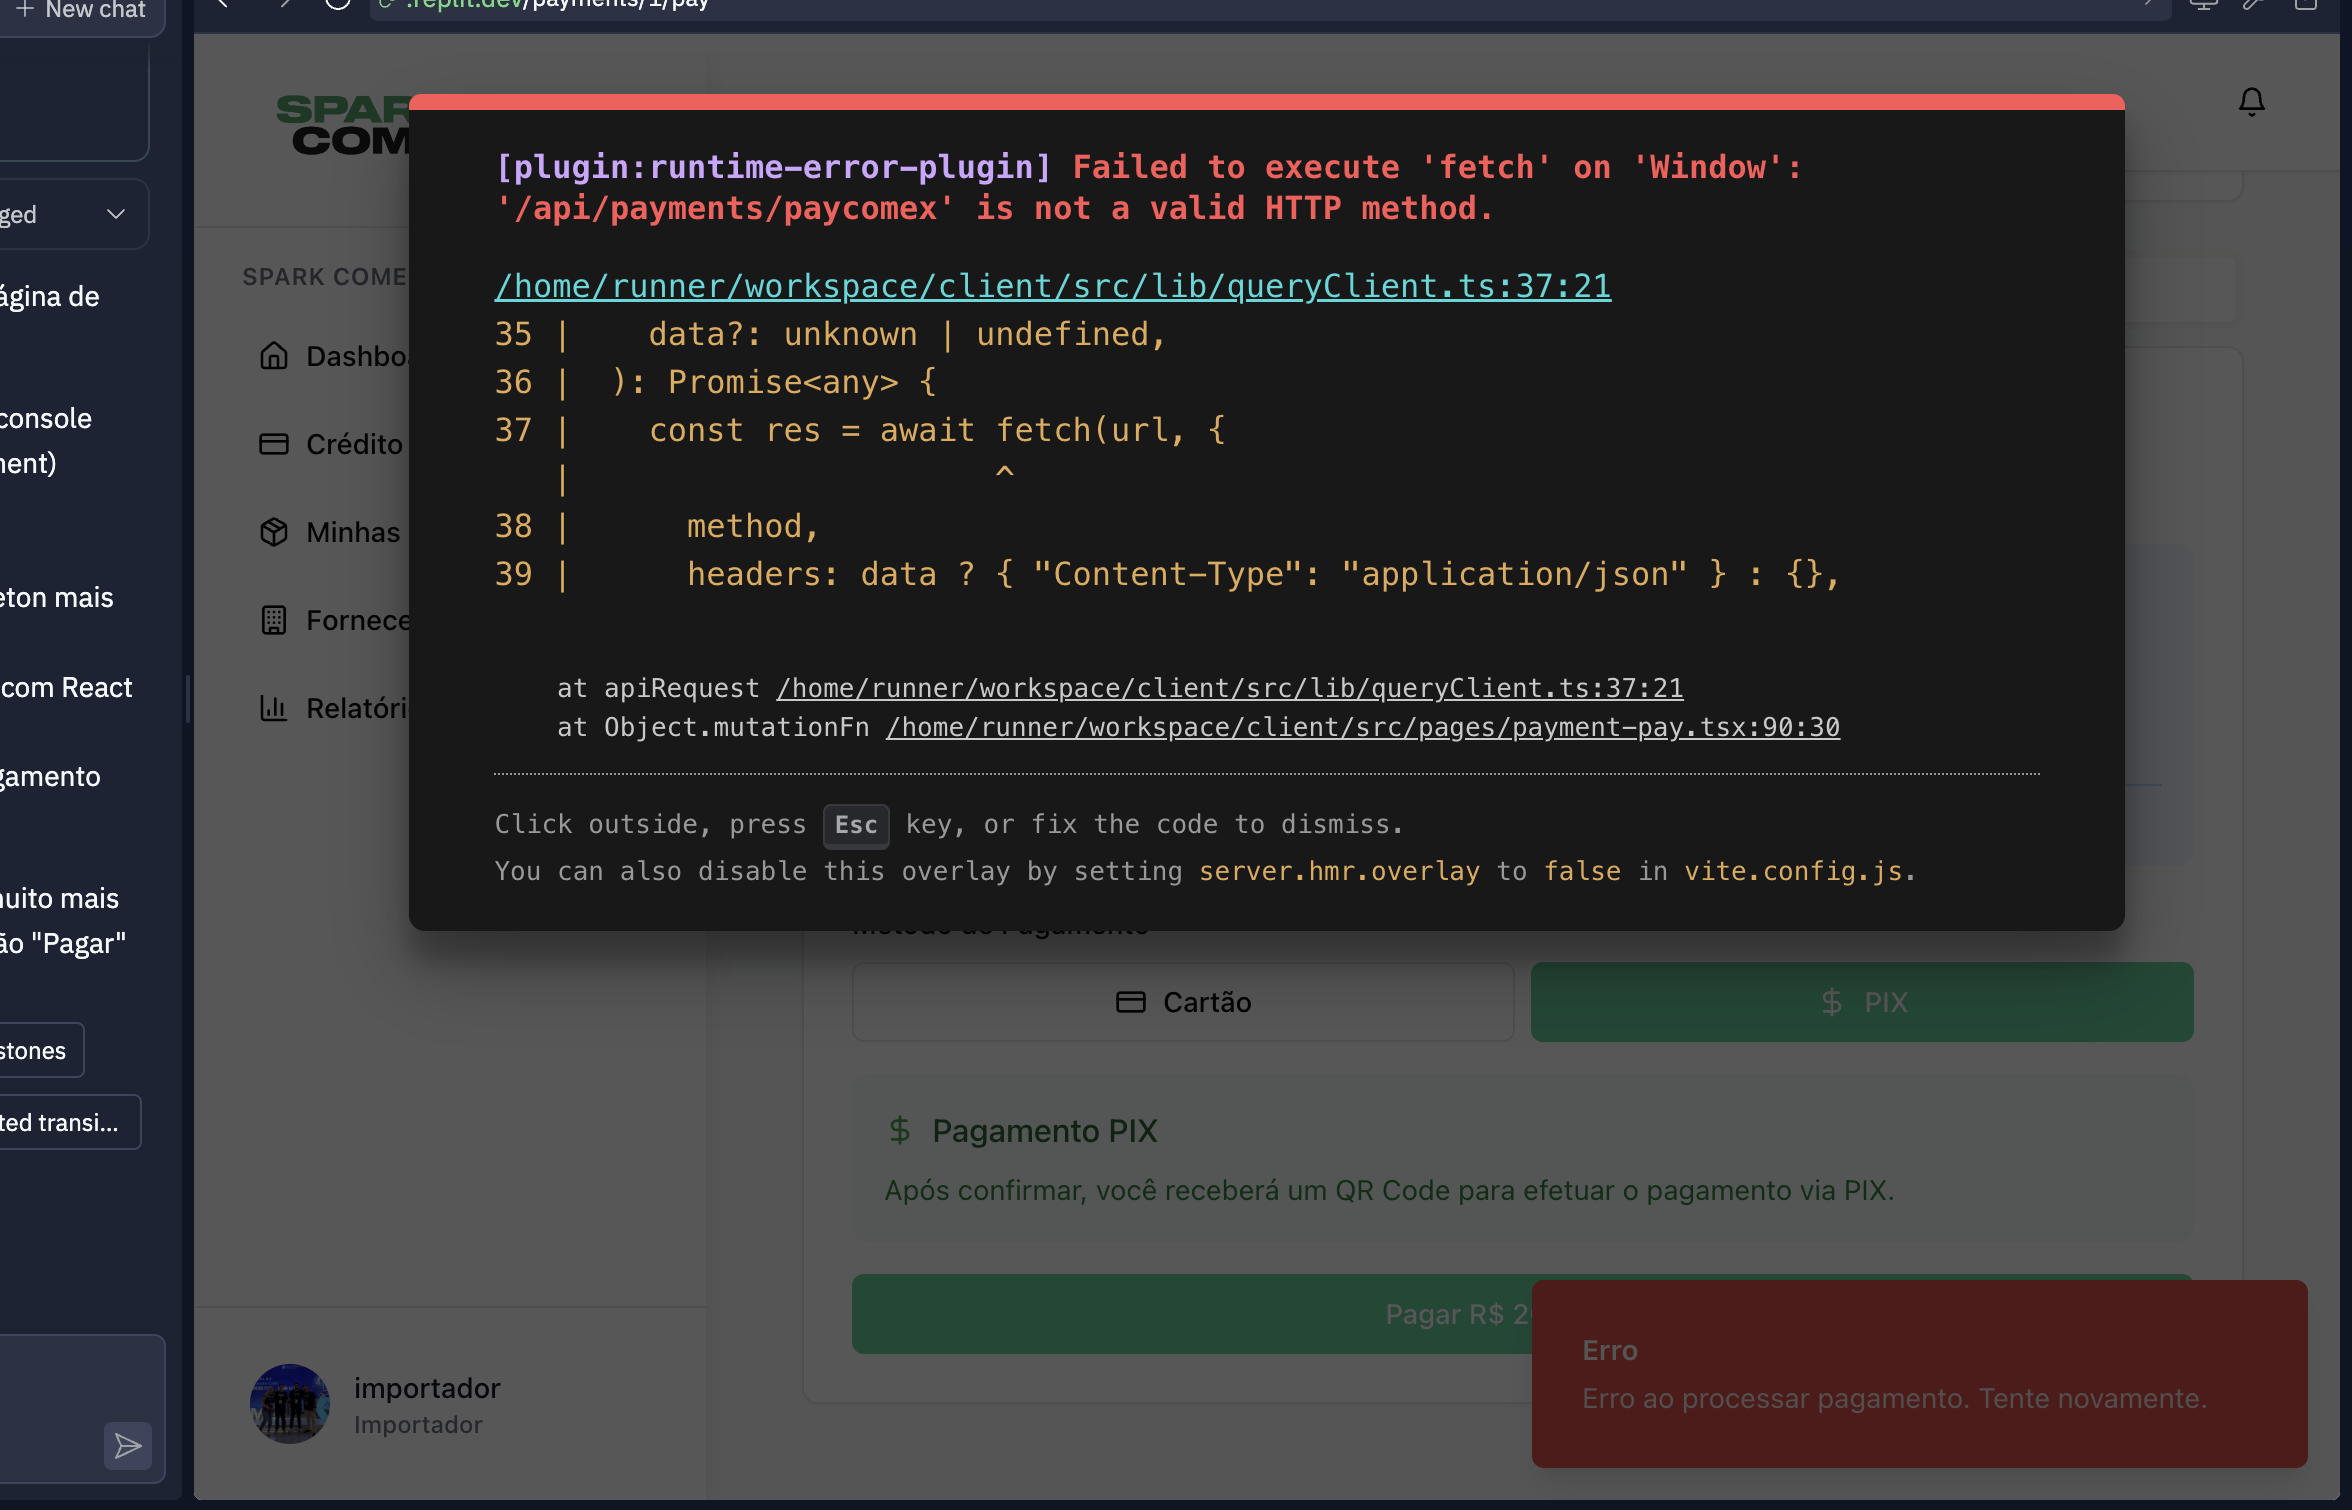 New chat
.replit.dev/payments/1/pay
ged
ágina de
console
nent)
eton mais
com React
gamento
nuito mais
ão "Pagar"
stones
ted transi...
SPAR
COM
SPARK COME
Dashbo
Crédito
Minhas
Fornece
Relatóri
importador
Importador
[plugin:runtime-error-plugin] Failed to execute 'fetch' on 'Window':
'/api/payments/paycomex' is not a valid HTTP method.
/home/runner/workspace/client/src/lib/queryClient.ts:37:21
35 | data?: unknown | undefined,
36 | ): Promise<any> {
37 | const res = await fetch(url, {
| ^
38 | method,
39 | headers: data ? { "Content-Type": "application/json" } : {},
at apiRequest /home/runner/workspace/client/src/lib/queryClient.ts:37:21
at Object.mutationFn /home/runner/workspace/client/src/pages/payment-pay.tsx:90:30
Click outside, press Esc key, or fix the code to dismiss.
You can also disable this overlay by setting server.hmr.overlay to false in vite.config.js.
Método de Pagamento
Cartão
$ PIX
$ Pagamento PIX
Após confirmar, você receberá um QR Code para efetuar o pagamento via PIX.
Pagar R$ 2
Erro
Erro ao processar pagamento. Tente novamente.